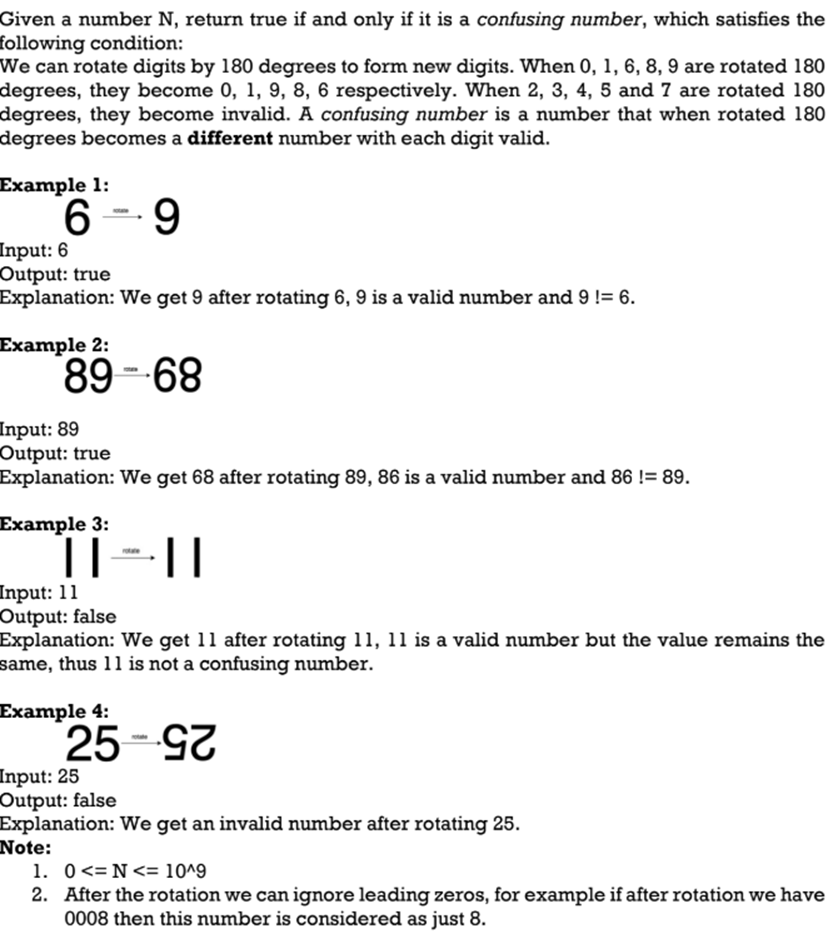 Given a number N, return true if and only if it is a confusing number, which satisfies the
following condition:
We can rotate digits by 180 degrees to form new digits. When 0, 1, 6, 8, 9 are rotated 180
degrees, they become 0, 1, 9, 8, 6 respectively. When 2, 3, 4, 5 and 7 are rotated 180
degrees, they become invalid. A confusing number is a number that when rotated 180
degrees becomes a different number with each digit valid.
Example 1:
6 rotate 9
Input: 6
Output: true
Explanation: We get 9 after rotating 6, 9 is a valid number and 9 != 6.
Example 2:
89 rotate 68
Input: 89
Output: true
Explanation: We get 68 after rotating 89, 86 is a valid number and 86 != 89.
Example 3:
11 rotate 11
Input: 11
Output: false
Explanation: We get 11 after rotating 11, 11 is a valid number but the value remains the
same, thus 11 is not a confusing number.
Example 4:
25 rotate 52
Input: 25
Output: false
Explanation: We get an invalid number after rotating 25.
Note:
1. 0 <= N <= 10^9
2. After the rotation we can ignore leading zeros, for example if after rotation we have
0008 then this number is considered as just 8.